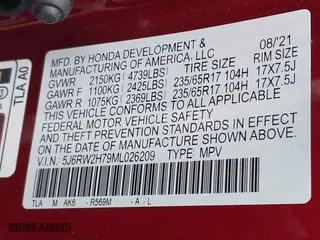 TLA A0
MFD. BY HONDA DEVELOPMENT & 08/'21
MANUFACTURING OF AMERICA, LLC
GVWR 2150KG ( 4739LBS) TIRE SIZE RIM SIZE
GAWR F 1100KG ( 2425LBS) 235/65R17 104H 17X7.5J
GAWR R 1075KG ( 2369LBS) 235/65R17 104H 17X7.5J
THIS VEHICLE CONFORMS TO ALL APPLICABLE
FEDERAL MOTOR VEHICLE SAFETY AND THEFT
PREVENTION STANDARDS IN EFFECT ON THE
DATE OF MANUFACTURE SHOWN ABOVE.
V.I.N.: 5J6RW2H79ML026209 TYPE: MPV
TLA M AK6 - R569M - A - L
DREAMBID